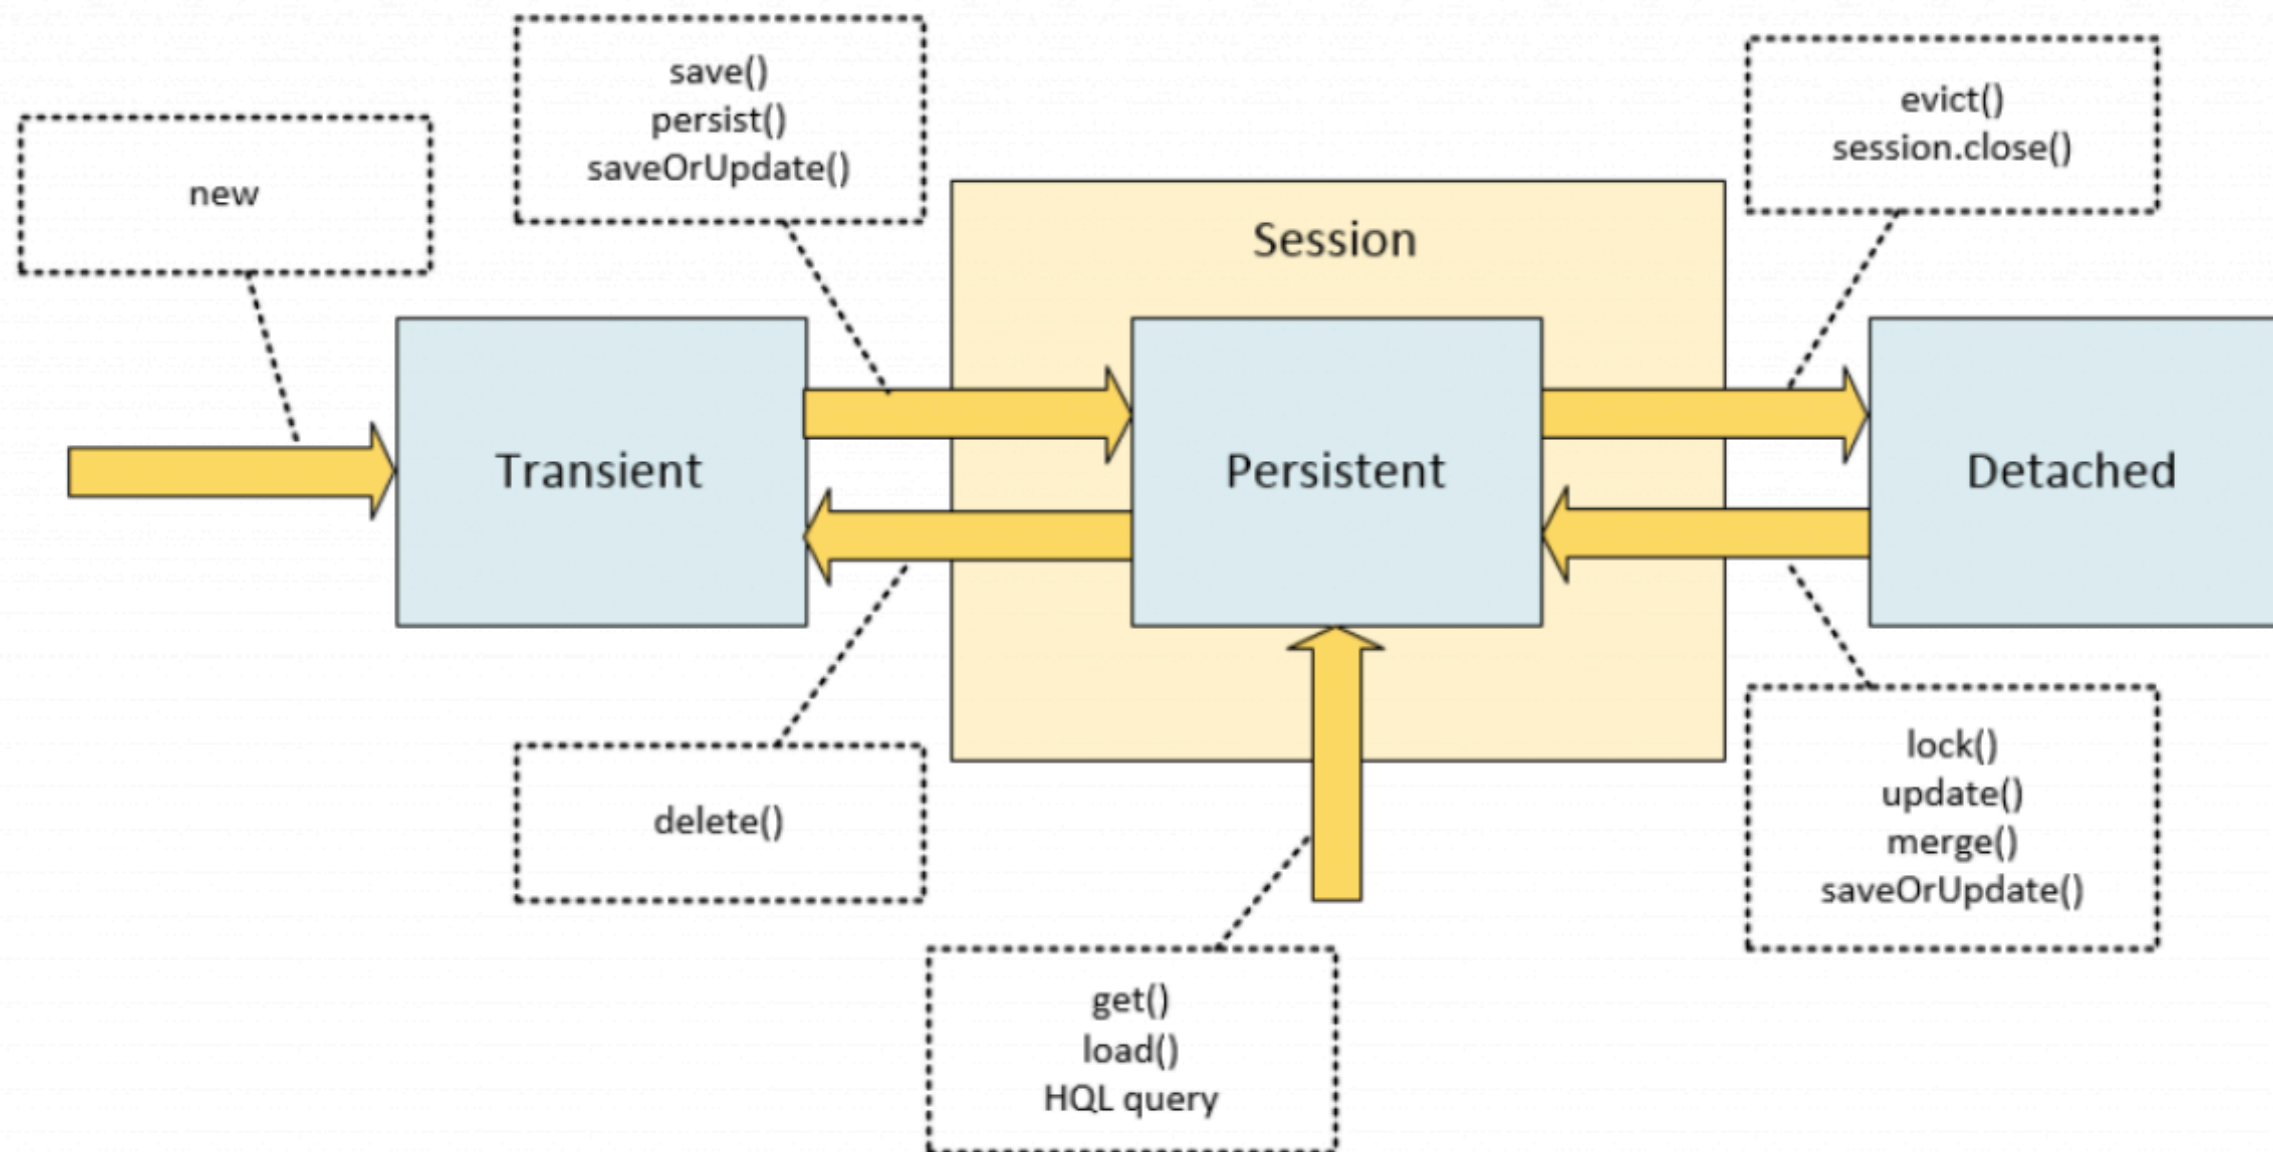 new
save()
persist()
saveOrUpdate()
evict()
session.close()
Session
Transient
Persistent
Detached
delete()
get()
load()
HQL query
lock()
update()
merge()
saveOrUpdate()